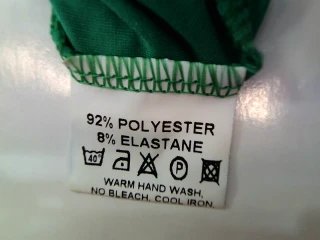 92% POLYESTER
8% ELASTANE
40° P
WARM HAND WASH,
NO BLEACH, COOL IRON,